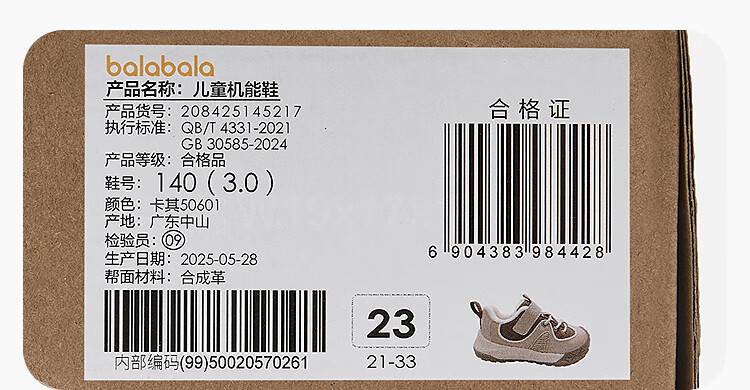 balabala
产品名称：儿童机能鞋
产品货号：208425145217
执行标准：QB/T 4331-2021
GB 30585-2024
产品等级：合格品
鞋号：140（3.0）
颜色：卡其50601
产地：广东中山
检验员：09
生产日期：2025-05-28
帮面材料：合成革
内部编码(99)50020570261
合格证
6 904383 984428
23
21-33